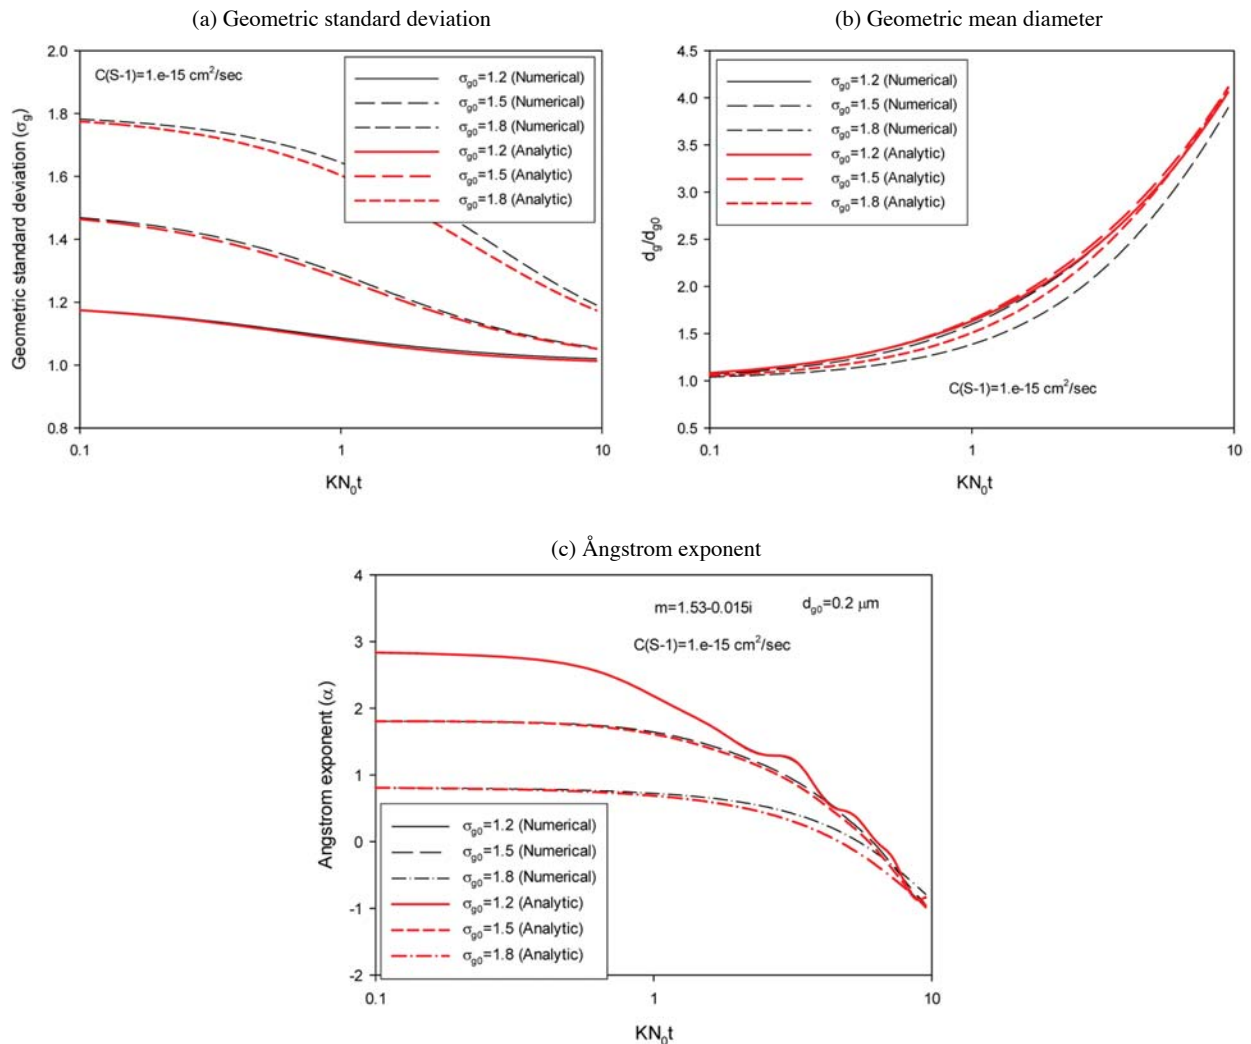 (a) Geometric standard deviation
2.0
1.8
1.6
1.4
1.2
1.0
0.8
Geometric standard deviation (σg)
C(S-1)=1.e-15 cm²/sec
σg0=1.2 (Numerical)
σg0=1.5 (Numerical)
σg0=1.8 (Numerical)
σg0=1.2 (Analytic)
σg0=1.5 (Analytic)
σg0=1.8 (Analytic)
0.1
1
10
KN₀t
(b) Geometric mean diameter
4.5
4.0
3.5
3.0
2.5
2.0
1.5
1.0
0.5
dg/dg0
σg0=1.2 (Numerical)
σg0=1.5 (Numerical)
σg0=1.8 (Numerical)
σg0=1.2 (Analytic)
σg0=1.5 (Analytic)
σg0=1.8 (Analytic)
C(S-1)=1.e-15 cm²/sec
0.1
1
10
KN₀t
(c) Ångstrom exponent
4
3
2
1
0
-1
-2
Angstrom exponent (α)
m=1.53-0.015i
dg0=0.2 μm
C(S-1)=1.e-15 cm²/sec
σg0=1.2 (Numerical)
σg0=1.5 (Numerical)
σg0=1.8 (Numerical)
σg0=1.2 (Analytic)
σg0=1.5 (Analytic)
σg0=1.8 (Analytic)
0.1
1
10
KN₀t